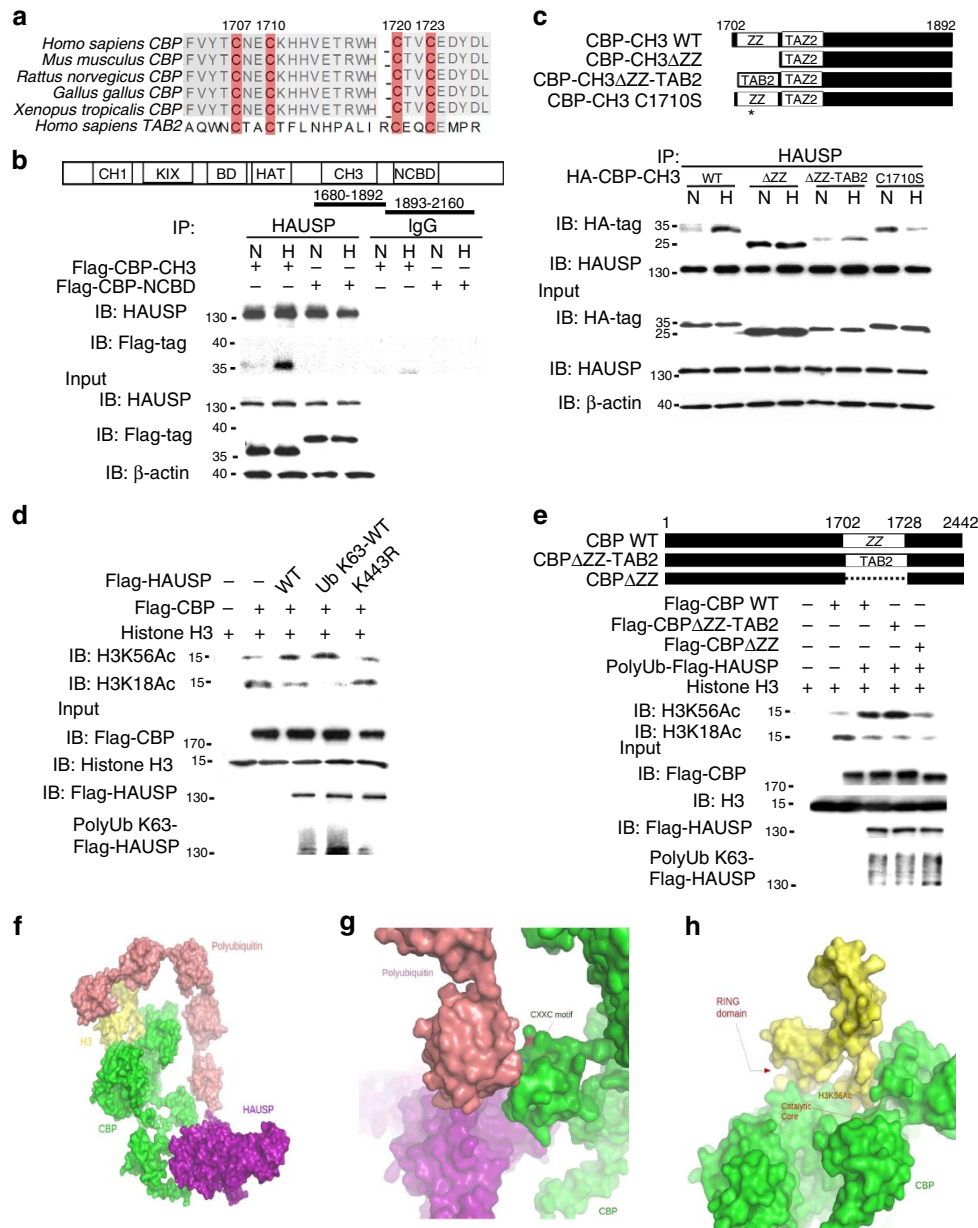 a
1707 1710 1720 1723
Homo sapiens CBP FVYTCNECKHHVETRWH-CTVCEDYDL
Mus musculus CBP FVYTCNECKHHVETRWH-CTVCEDYDL
Rattus norvegicus CBP FVYTCNECKHHVETRWH-CTVCEDYDL
Gallus gallus CBP FVYTCNECKHHVETRWH-CTVCEDYDL
Xenopus tropicalis CBP FVYTCNECKHHVETRWH-CTVCEDYDL
Homo sapiens TAB2 AQWNCTACTFLNHPALIRCEQCEMPR
b
CH1 KIX BD HAT CH3 NCBD
1680-1892 1893-2160
IP: HAUSP IgG
N H N H N H N H
Flag-CBP-CH3 + + – – + + – –
Flag-CBP-NCBD – – + + – – + +
IB: HAUSP 130
IB: Flag-tag 40
35
Input
IB: HAUSP 130
IB: Flag-tag 40
35
IB: β-actin 40
c
1702 1892
CBP-CH3 WT ZZ TAZ2
CBP-CH3ΔZZ TAZ2
CBP-CH3ΔZZ-TAB2 TAB2 TAZ2
CBP-CH3 C1710S ZZ TAZ2
*
IP: HAUSP
HA-CBP-CH3 WT ΔZZ ΔZZ-TAB2 C1710S
N H N H N H N H
IB: HA-tag 35
25
IB: HAUSP 130
Input
IB: HA-tag 35
25
IB: HAUSP 130
IB: β-actin 40
d
Flag-HAUSP – – WT Ub K63-WT K443R
Flag-CBP – + + + +
Histone H3 + + + + +
IB: H3K56Ac 15
IB: H3K18Ac 15
Input
IB: Flag-CBP 170
IB: Histone H3 15
IB: Flag-HAUSP 130
PolyUb K63-
Flag-HAUSP 130
e
1 1702 1728 2442
CBP WT ZZ
CBPΔZZ-TAB2 TAB2
CBPΔZZ
Flag-CBP WT – + + – –
Flag-CBPΔZZ-TAB2 – – – + –
Flag-CBPΔZZ – – – – +
PolyUb-Flag-HAUSP – – + + +
Histone H3 + + + + +
IB: H3K56Ac 15
IB: H3K18Ac 15
Input
IB: Flag-CBP 170
IB: H3 15
IB: Flag-HAUSP 130
PolyUb K63-
Flag-HAUSP 130
f
Polyubiquitin
H3
CBP
HAUSP
g
Polyubiquitin
CXXC motif
HAUSP
CBP
h
RING
domain
H3K56Ac
Catalytic
Core
CBP